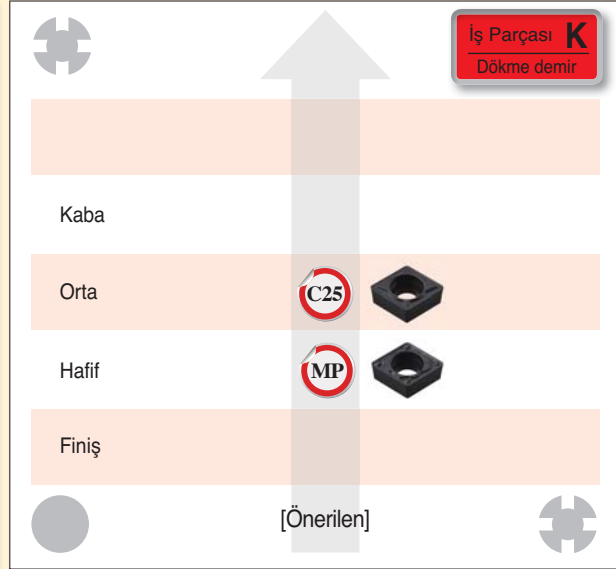 İş Parçası K
Dökme demir
Kaba
Orta
C25
Hafif
MP
Finiş
[Önerilen]